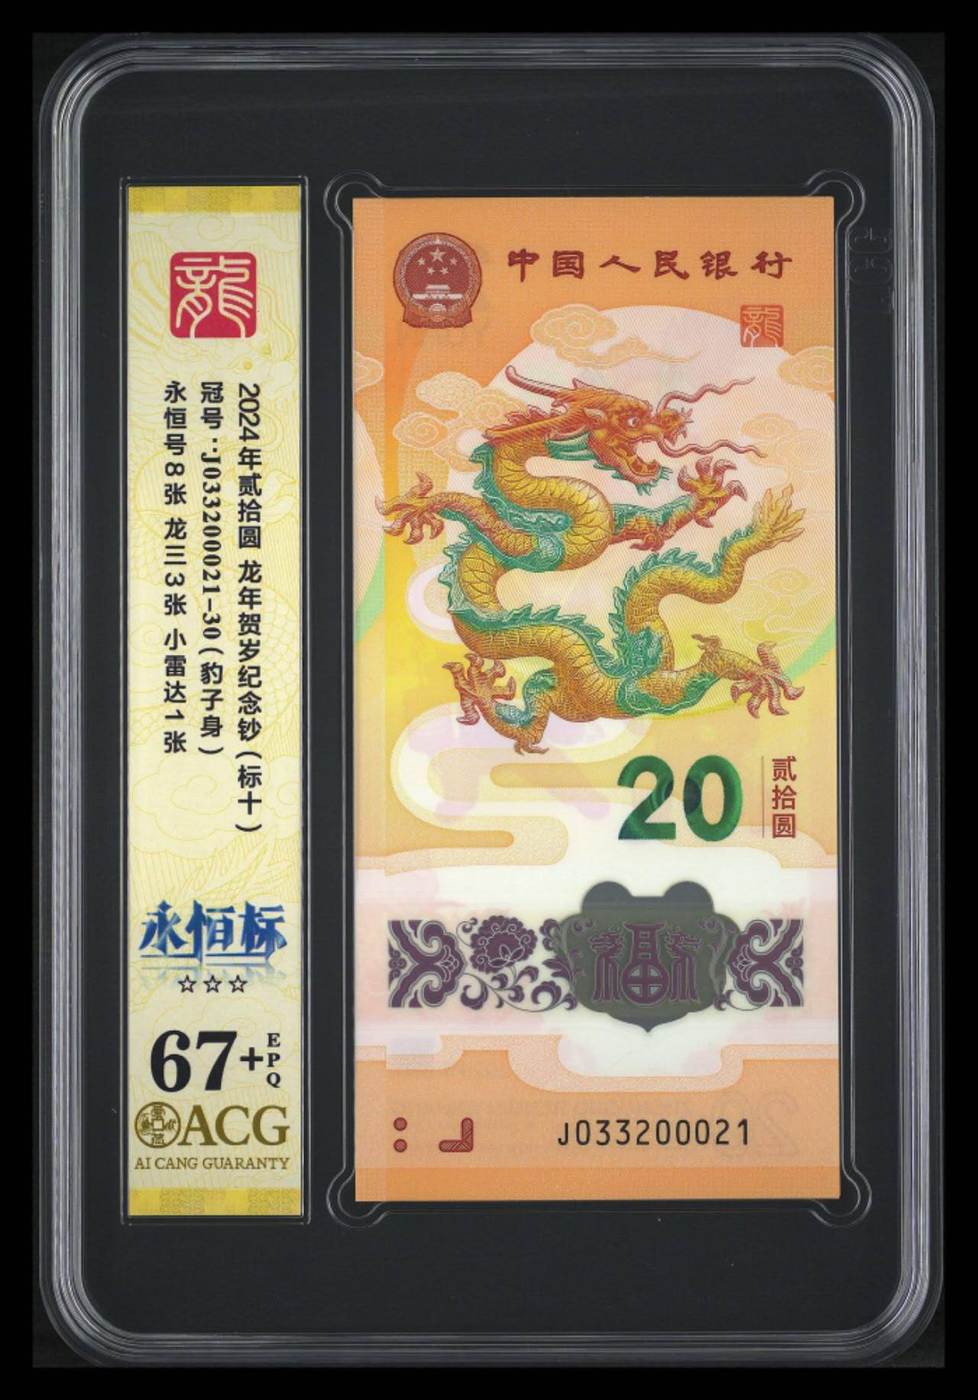 龍
2024年贰拾圆 龙年贺岁纪念钞(标十)
冠号:J033200021-30(豹子身)
永恒号8张 龙三3张 小雷达1张
永恒标
☆☆☆
67+
EPQ
ACG
AI CANG GUARANTY
中国人民银行
龍
20
贰拾圆
福
J033200021